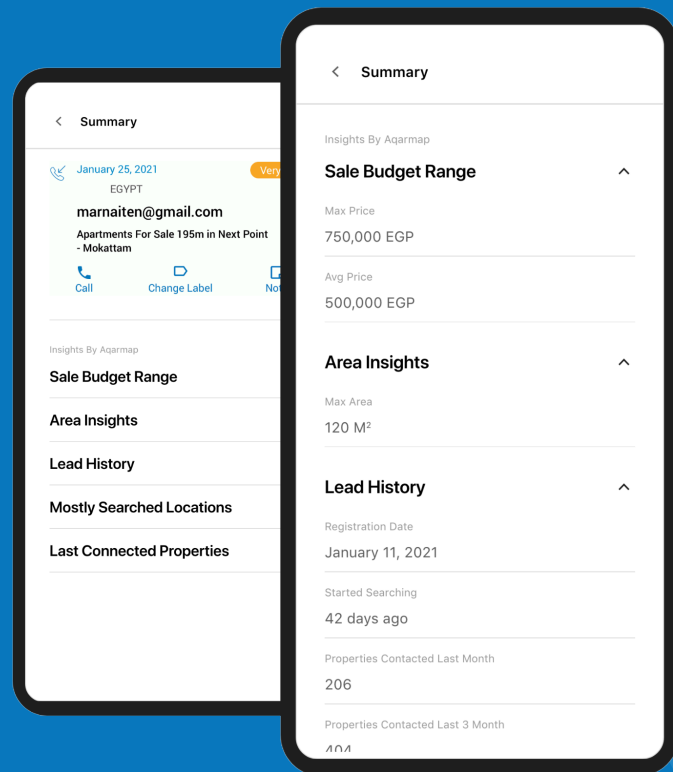 Summary
January 25, 2021
Very
EGYPT
marnaiten@gmail.com
Apartments For Sale 195m in Next Point
- Mokattam
Call
Change Label
Insights By Aqarmap
Sale Budget Range
Area Insights
Lead History
Mostly Searched Locations
Last Connected Properties
Summary
Insights By Aqarmap
Sale Budget Range
Max Price
750,000 EGP
Avg Price
500,000 EGP
Area Insights
Max Area
120 M²
Lead History
Registration Date
January 11, 2021
Started Searching
42 days ago
Properties Contacted Last Month
206
Properties Contacted Last 3 Month
404